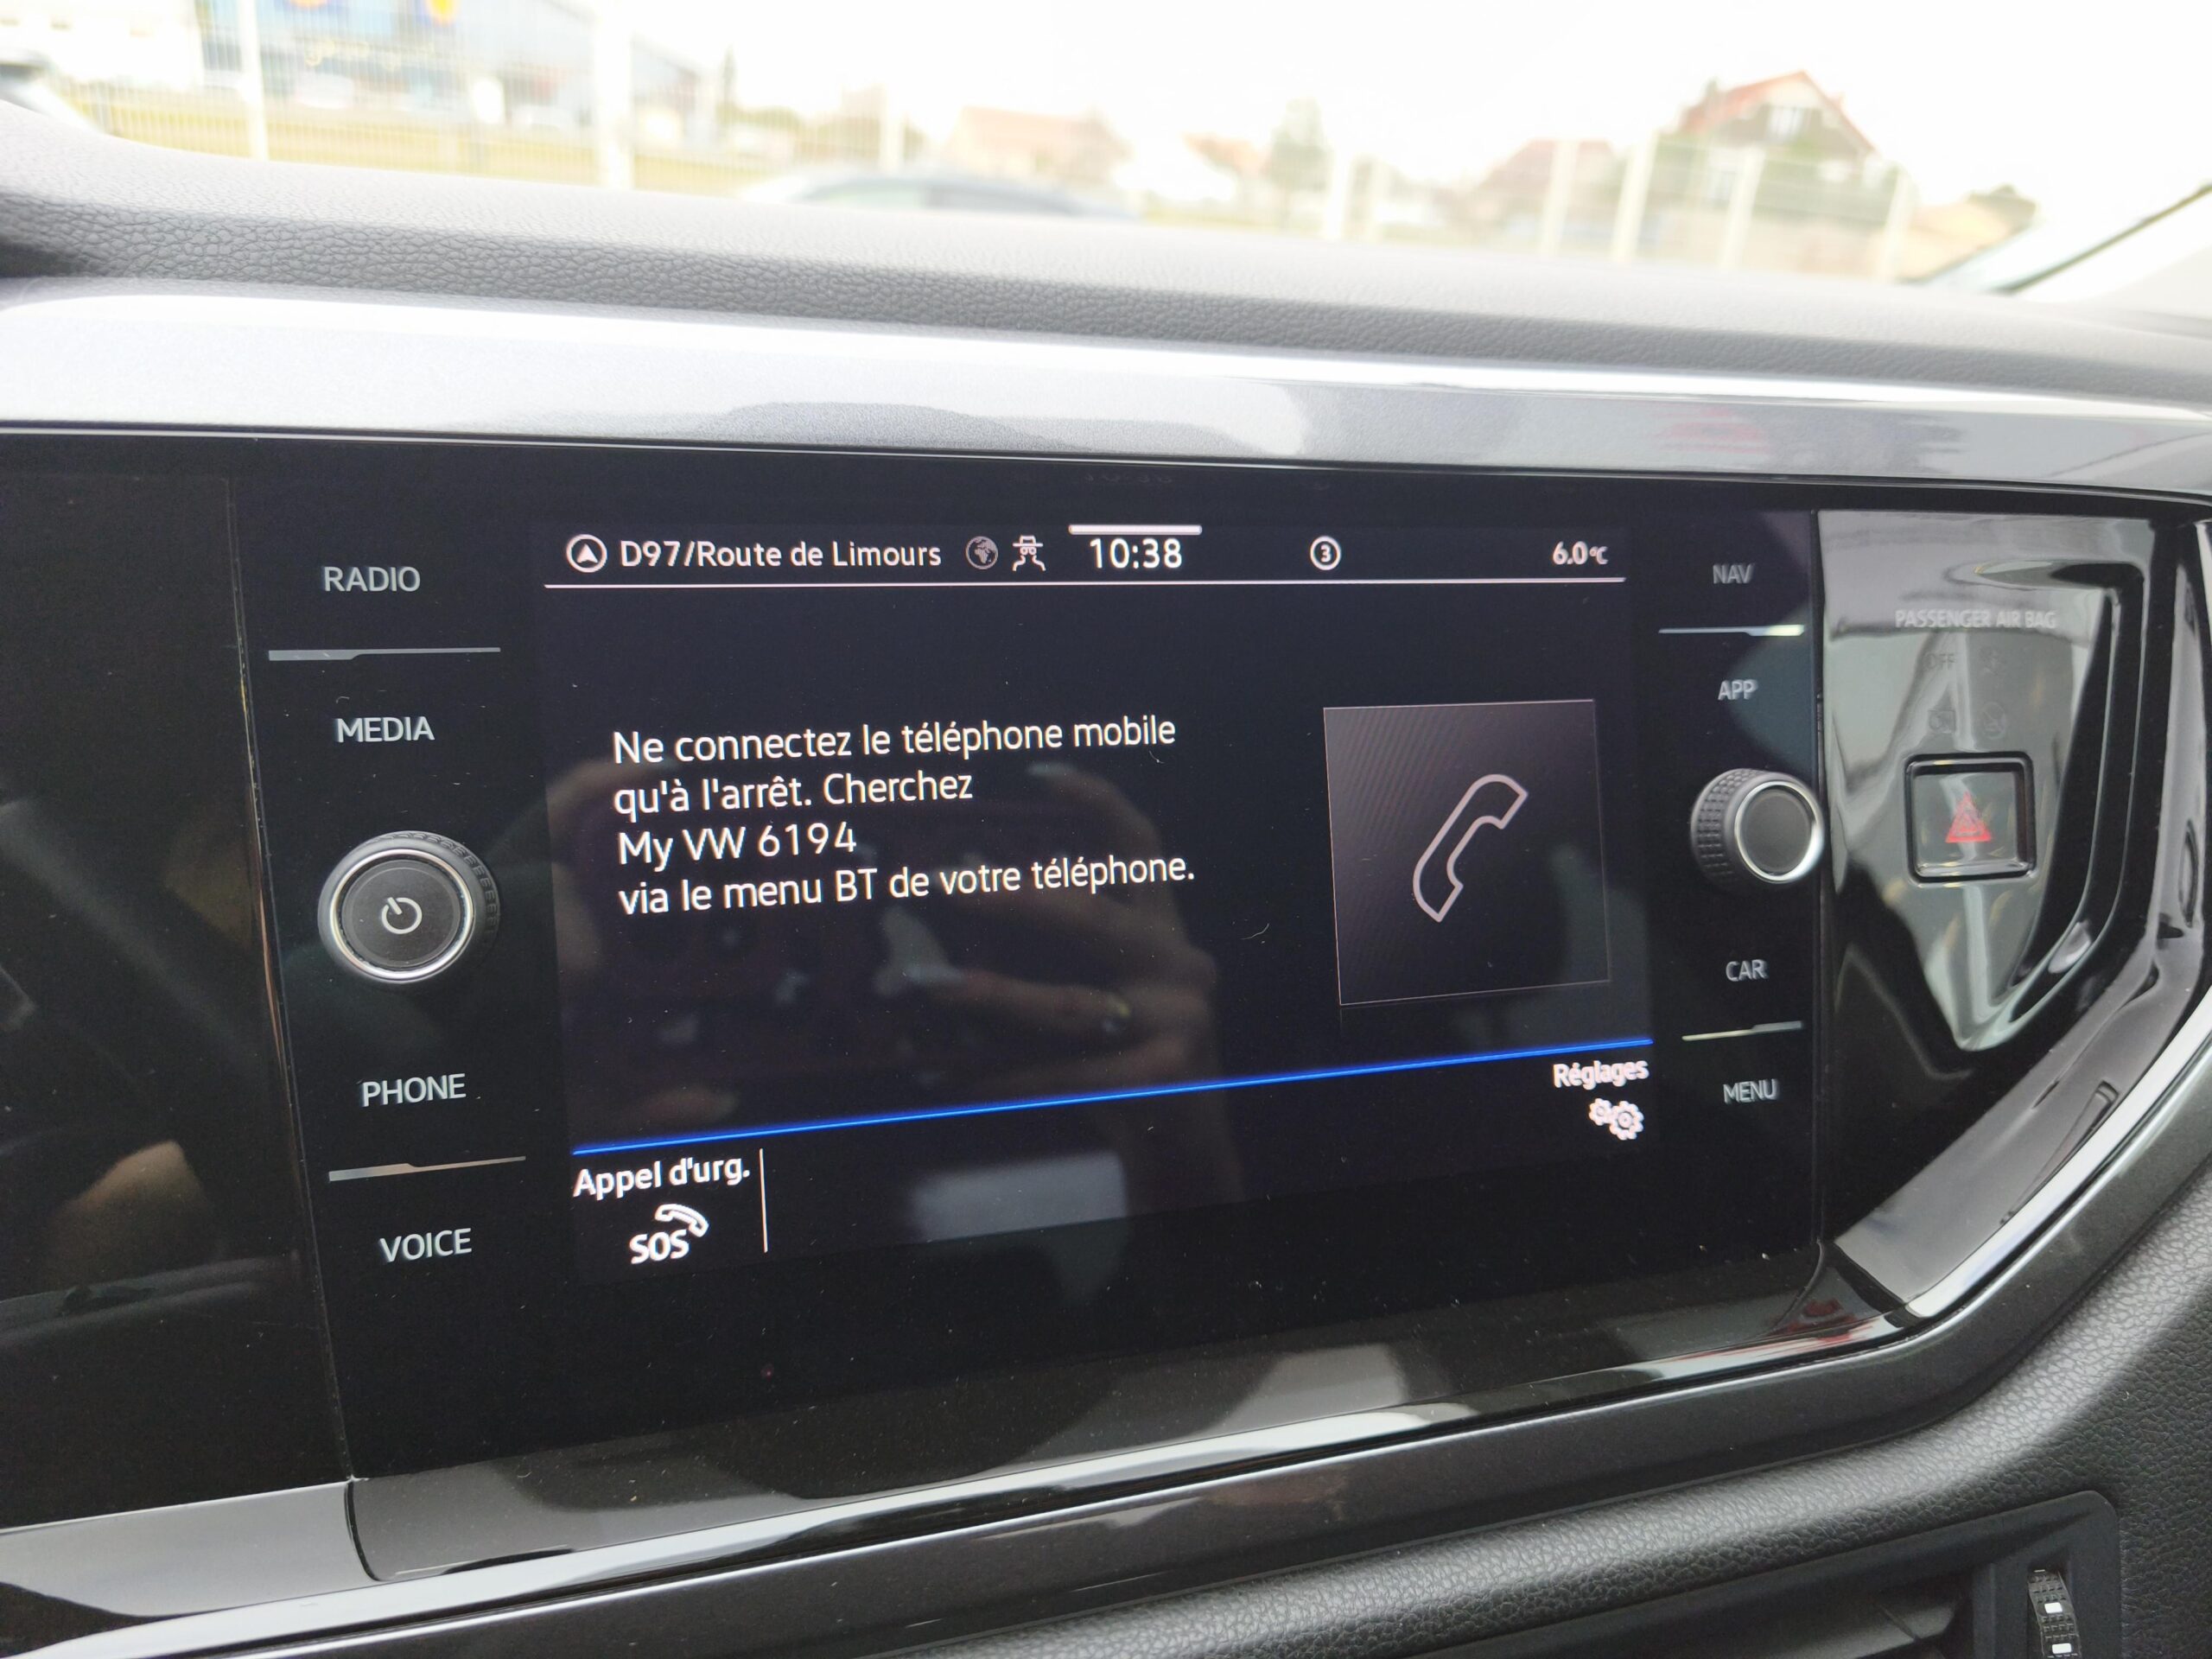 RADIO
MEDIA
PHONE
VOICE
D97/Route de Limours
10:38
3
6.0°C
Ne connectez le téléphone mobile
qu'à l'arrêt. Cherchez
My VW 6194
via le menu BT de votre téléphone.
Réglages
Appel d'urg.
SOS
NAV
APP
CAR
MENU
PASSENGER AIR BAG
OFF